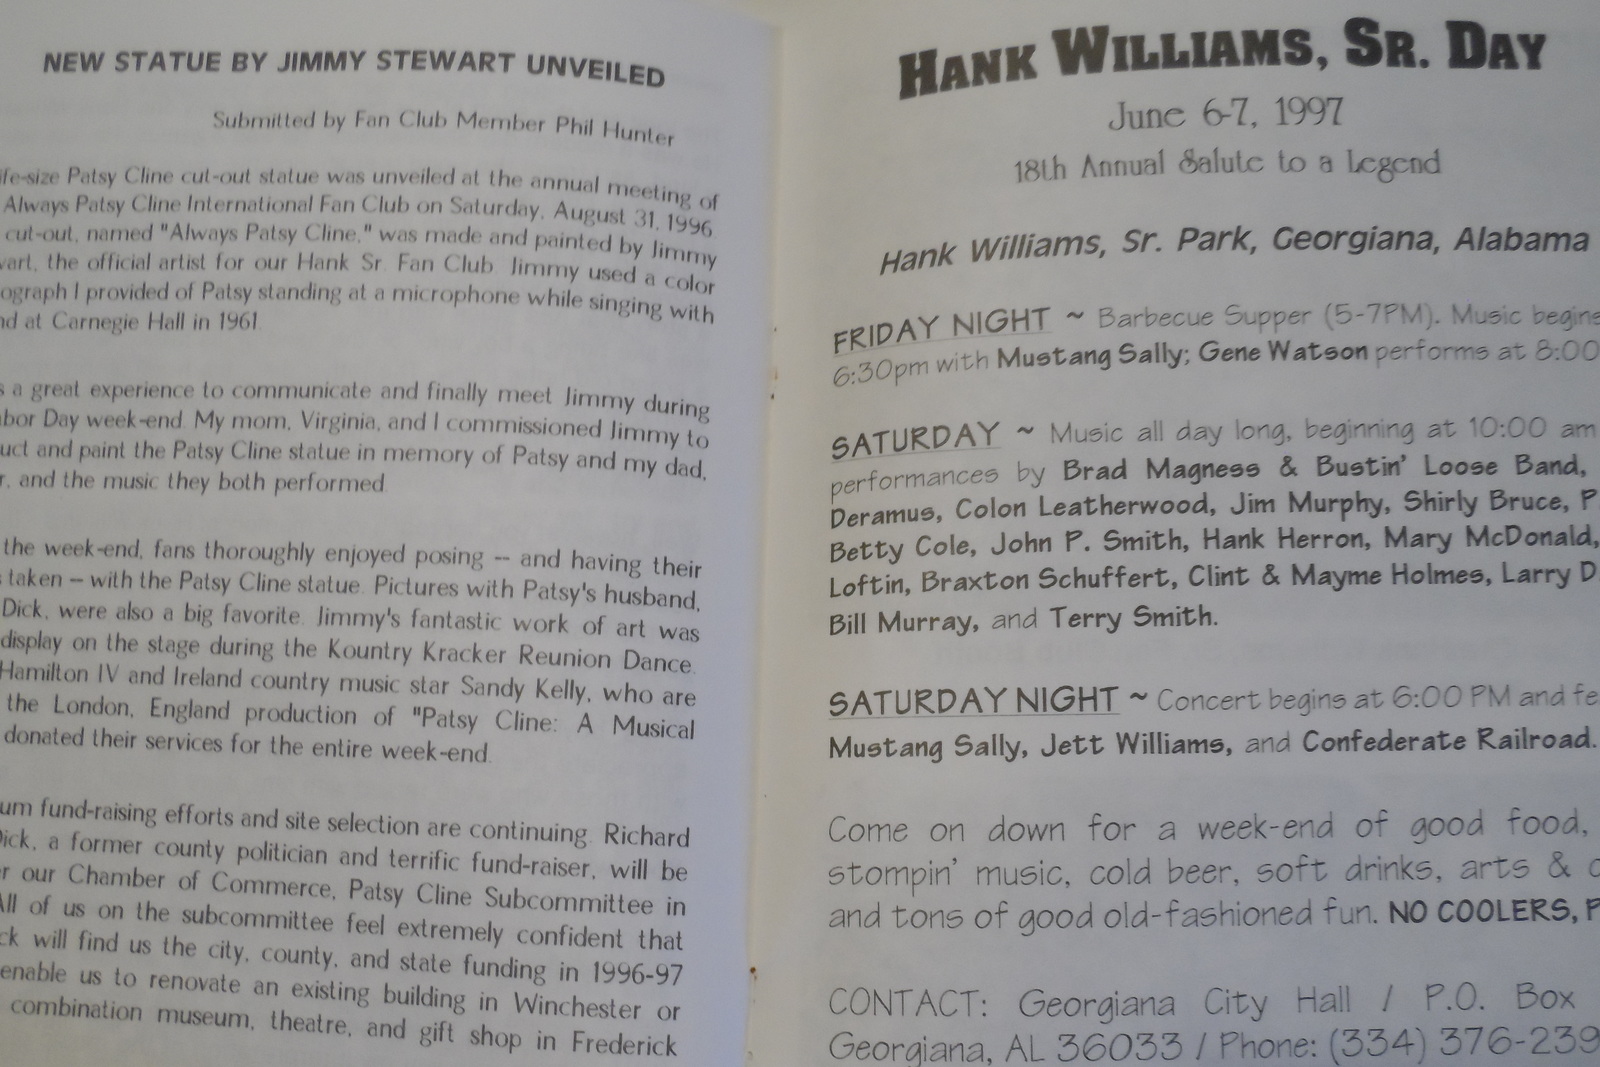 NEW STATUE BY JIMMY STEWART UNVEILED
Submitted by Fan Club Member Phil Hunter
ife-size Patsy Cline cut-out statue was unveiled at the annual meeting of
Always Patsy Cline International Fan Club on Saturday, August 31, 1996.
cut-out, named "Always Patsy Cline," was made and painted by Jimmy
wart, the official artist for our Hank Sr. Fan Club. Jimmy used a color
ograph I provided of Patsy standing at a microphone while singing with
nd at Carnegie Hall in 1961.
s a great experience to communicate and finally meet Jimmy during
bor Day week-end. My mom, Virginia, and I commissioned Jimmy to
uct and paint the Patsy Cline statue in memory of Patsy and my dad,
r, and the music they both performed.
the week-end, fans thoroughly enjoyed posing -- and having their
s taken -- with the Patsy Cline statue. Pictures with Patsy's husband,
Dick, were also a big favorite. Jimmy's fantastic work of art was
display on the stage during the Kountry Kracker Reunion Dance.
Hamilton IV and Ireland country music star Sandy Kelly, who are
the London, England production of "Patsy Cline: A Musical
donated their services for the entire week-end.
um fund-raising efforts and site selection are continuing. Richard
Dick, a former county politician and terrific fund-raiser, will be
r our Chamber of Commerce, Patsy Cline Subcommittee in
All of us on the subcommittee feel extremely confident that
ck will find us the city, county, and state funding in 1996-97
enable us to renovate an existing building in Winchester or
combination museum, theatre, and gift shop in Frederick
HANK WILLIAMS, SR. DAY
June 6-7, 1997
18th Annual Salute to a Legend
Hank Williams, Sr. Park, Georgiana, Alabama
FRIDAY NIGHT ~ Barbecue Supper (5-7PM). Music begins
6:30pm with Mustang Sally; Gene Watson performs at 8:00
SATURDAY ~ Music all day long, beginning at 10:00 am
performances by Brad Magness & Bustin' Loose Band,
Deramus, Colon Leatherwood, Jim Murphy, Shirly Bruce, P
Betty Cole, John P. Smith, Hank Herron, Mary McDonald,
Loftin, Braxton Schuffert, Clint & Mayme Holmes, Larry D
Bill Murray, and Terry Smith.
SATURDAY NIGHT ~ Concert begins at 6:00 PM and fe
Mustang Sally, Jett Williams, and Confederate Railroad.
Come on down for a week-end of good food,
stompin' music, cold beer, soft drinks, arts & c
and tons of good old-fashioned fun. NO COOLERS, P
CONTACT: Georgiana City Hall / P.O. Box
Georgiana, AL 36033 / Phone: (334) 376-239